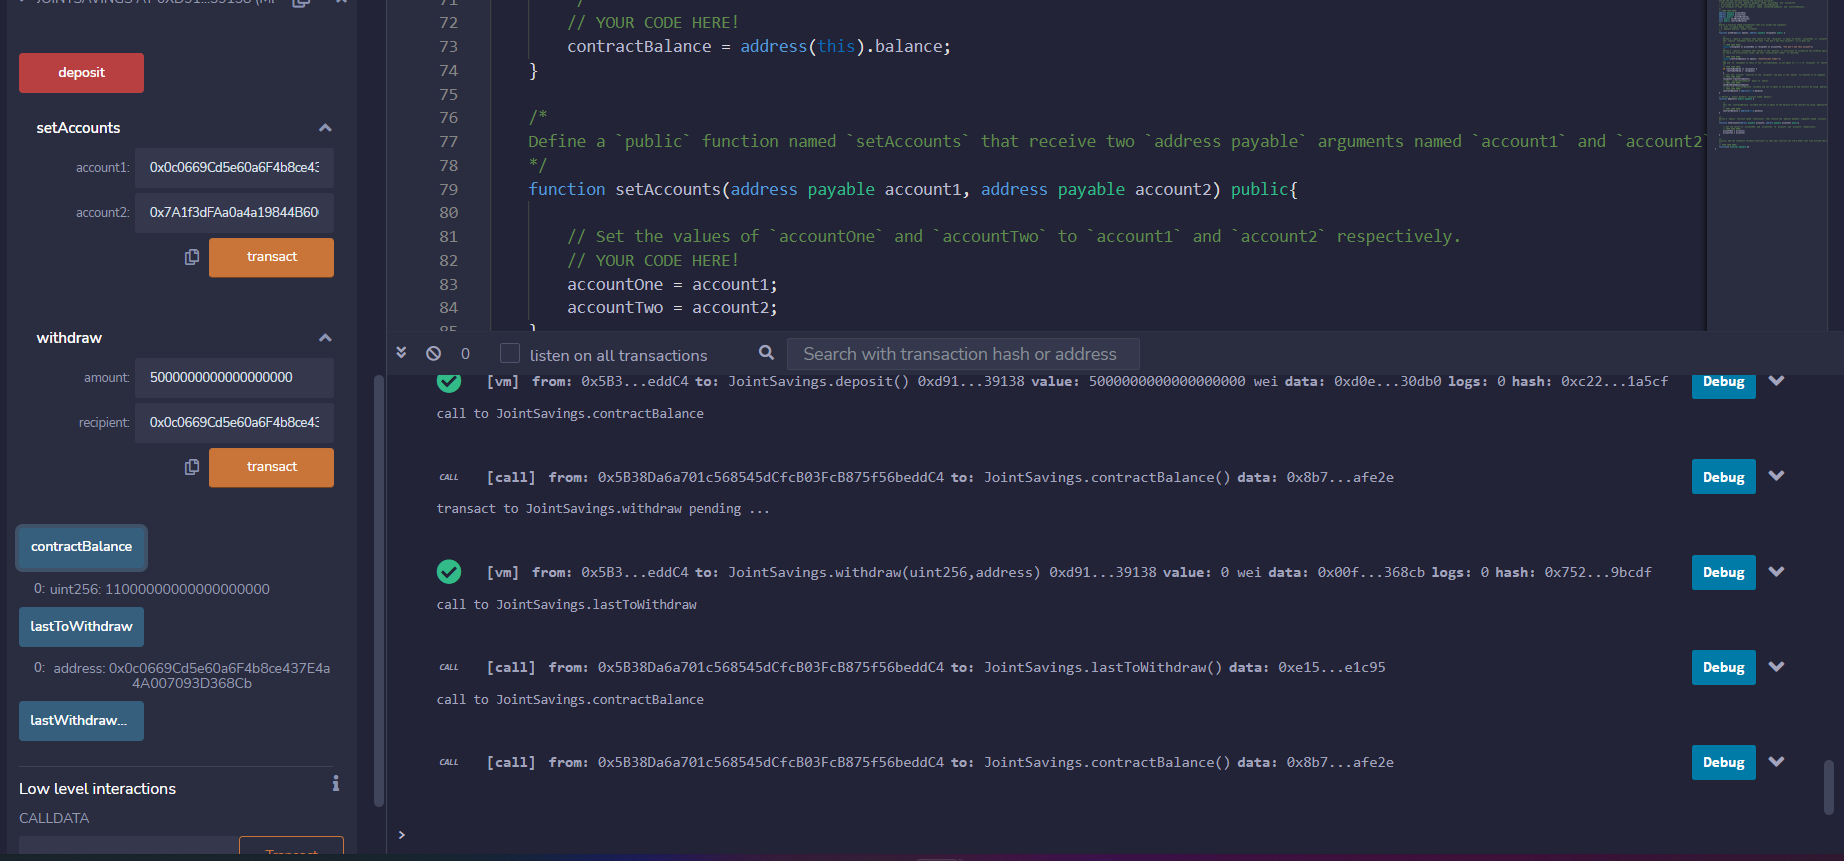 deposit
setAccounts
account1: 0x0c0669Cd5e60a6F4b8ce43
account2: 0x7A1f3dFAa0a4a19844B60
transact
withdraw
amount: 5000000000000000000
recipient: 0x0c0669Cd5e60a6F4b8ce43
transact
contractBalance
0: uint256: 11000000000000000000
lastToWithdraw
0: address: 0x0c0669Cd5e60a6F4b8ce437E4a
4A007093D368Cb
lastWithdraw...
Low level interactions
CALLDATA
Transact
71 */
72 // YOUR CODE HERE!
73 contractBalance = address(this).balance;
74 }
75
76 /*
77 Define a `public` function named `setAccounts` that receive two `address payable` arguments named `account1` and `account2`
78 */
79 function setAccounts(address payable account1, address payable account2) public{
80
81 // Set the values of `accountOne` and `accountTwo` to `account1` and `account2` respectively.
82 // YOUR CODE HERE!
83 accountOne = account1;
84 accountTwo = account2;
85 }
0 listen on all transactions Search with transaction hash or address
[vm] from: 0x5B3...eddC4 to: JointSavings.deposit() 0xd91...39138 value: 5000000000000000000 wei data: 0xd0e...30db0 logs: 0 hash: 0xc22...1a5cf Debug
call to JointSavings.contractBalance
CALL [call] from: 0x5B38Da6a701c568545dCfcB03FcB875f56beddC4 to: JointSavings.contractBalance() data: 0x8b7...afe2e Debug
transact to JointSavings.withdraw pending ...
[vm] from: 0x5B3...eddC4 to: JointSavings.withdraw(uint256,address) 0xd91...39138 value: 0 wei data: 0x00f...368cb logs: 0 hash: 0x752...9bcdf Debug
call to JointSavings.lastToWithdraw
CALL [call] from: 0x5B38Da6a701c568545dCfcB03FcB875f56beddC4 to: JointSavings.lastToWithdraw() data: 0xe15...e1c95 Debug
call to JointSavings.contractBalance
CALL [call] from: 0x5B38Da6a701c568545dCfcB03FcB875f56beddC4 to: JointSavings.contractBalance() data: 0x8b7...afe2e Debug
>